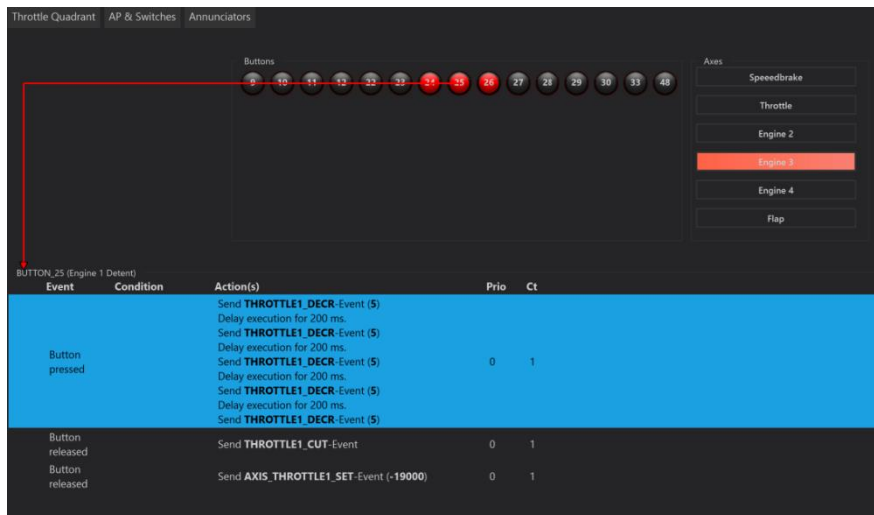 Throttle Quadrant AP & Switches Annunciators
Buttons
9 10 11 12 22 23 24 25 26 27 28 29 30 33 48
Axes
Speeedbrake
Throttle
Engine 2
Engine 3
Engine 4
Flap
BUTTON_25 (Engine 1 Detent)
Event Condition Action(s) Prio Ct
Button
pressed
Send THROTTLE1_DECR-Event (5)
Delay execution for 200 ms.
Send THROTTLE1_DECR-Event (5)
Delay execution for 200 ms.
Send THROTTLE1_DECR-Event (5)
Delay execution for 200 ms.
Send THROTTLE1_DECR-Event (5)
Delay execution for 200 ms.
Send THROTTLE1_DECR-Event (5)
0 1
Button
released
Send THROTTLE1_CUT-Event 0 1
Button
released
Send AXIS_THROTTLE1_SET-Event (-19000) 0 1